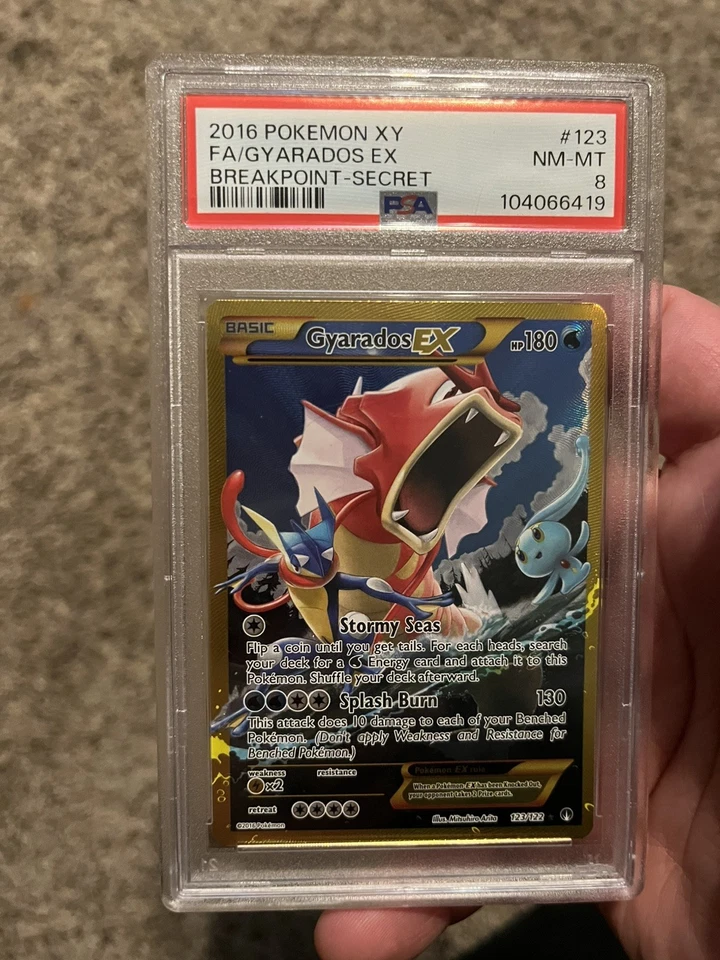 2016 POKEMON XY #123
FA/GYARADOS EX NM-MT
BREAKPOINT-SECRET 8
PSA 104066419
BASIC Gyarados EX HP 180
Stormy Seas
Flip a coin until you get tails. For each heads, search
your deck for a Energy card and attach it to this
Pokémon. Shuffle your deck afterward.
Splash Burn 130
This attack does 10 damage to each of your Benched
Pokémon. (Don't apply Weakness and Resistance for
Benched Pokémon.)
weakness resistance
×2
Pokémon EX rule
When a Pokémon-EX has been Knocked Out,
your opponent takes 2 Prize cards.
retreat
©2016 Pokémon Illus. Mitsuhiro Arita 123/122